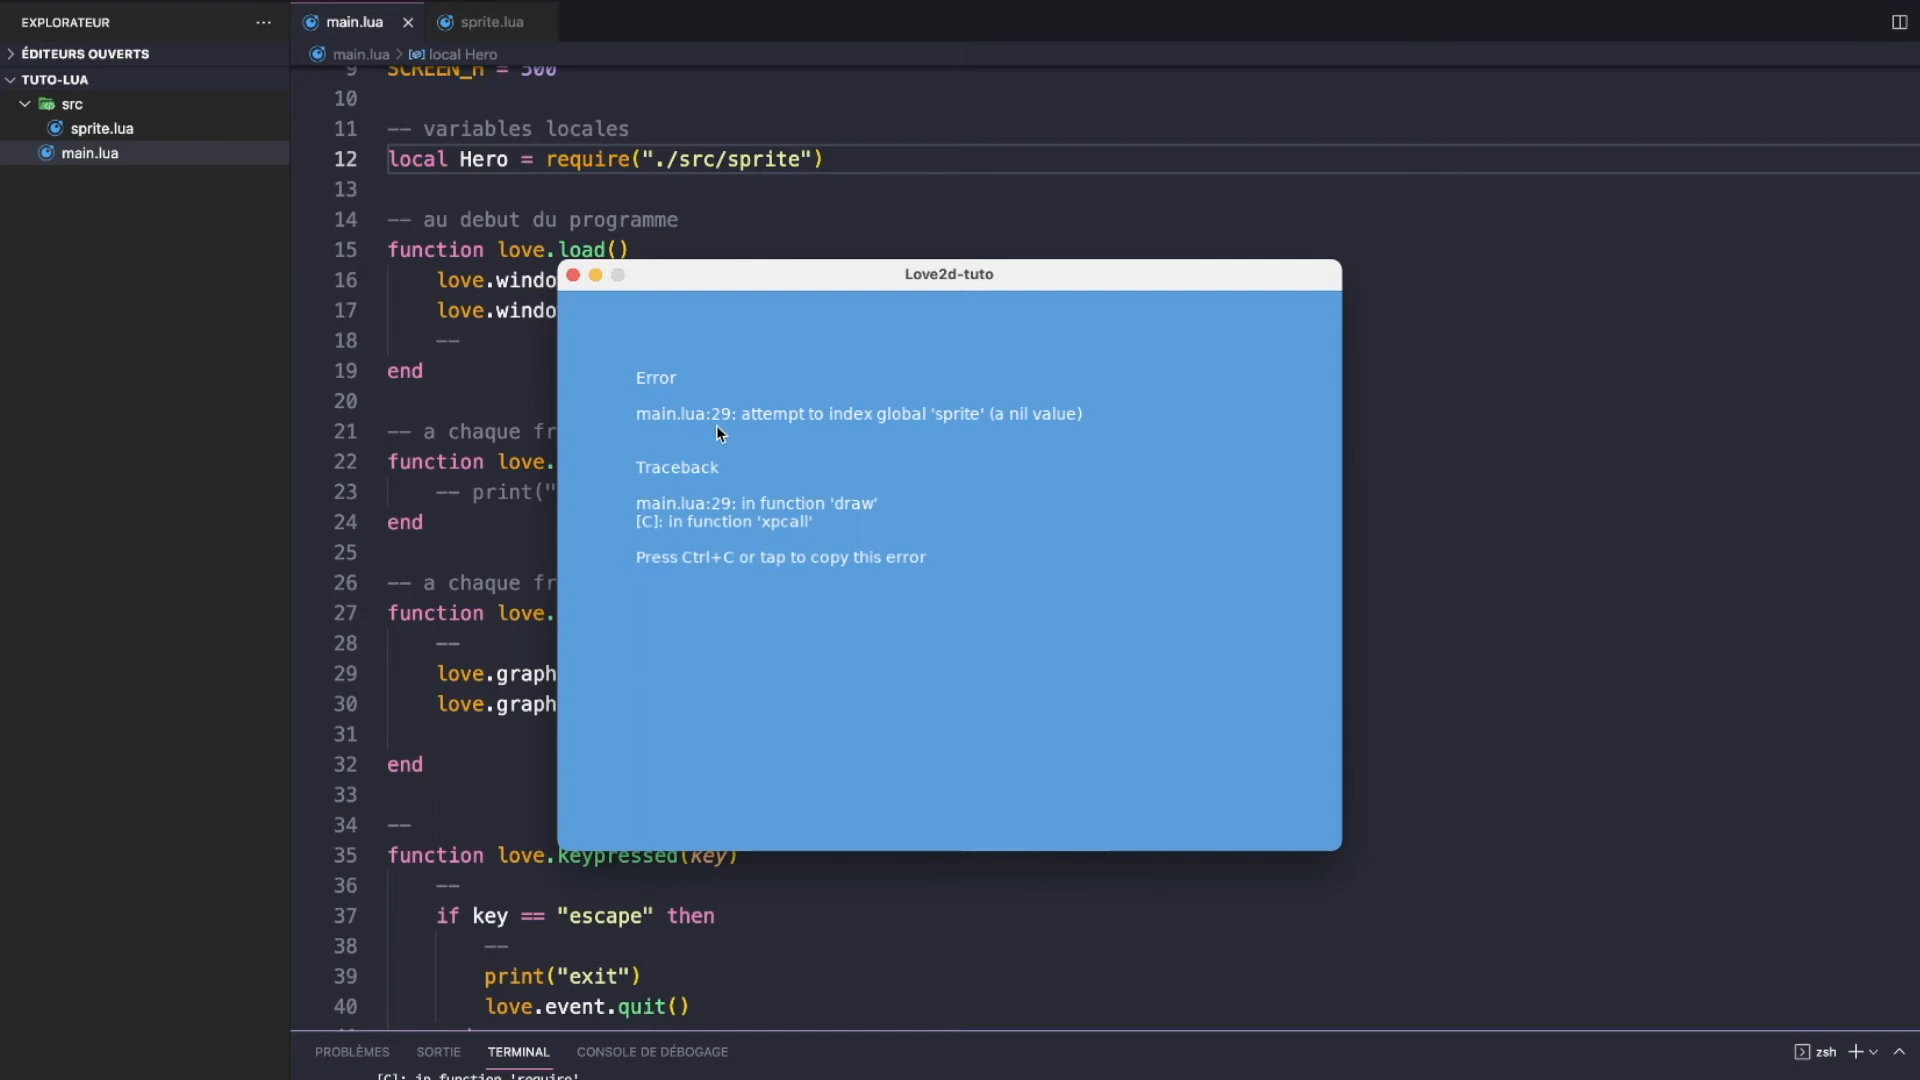 EXPLORATEUR
ÉDITEURS OUVERTS
TUTO-LUA
src
sprite.lua
main.lua
main.lua
sprite.lua
main.lua > local Hero
9 SCREEN_H = 500
10
11 -- variables locales
12 local Hero = require("./src/sprite")
13
14 -- au debut du programme
15 function love.load()
16 love.windo
17 love.windo
18 --
19 end
20
21 -- a chaque fr
22 function love.
23 -- print("
24 end
25
26 -- a chaque fr
27 function love.
28 --
29 love.graph
30 love.graph
31
32 end
33
34 --
35 function love.keypressed(key)
36 --
37 if key == "escape" then
38 --
39 print("exit")
40 love.event.quit()
Love2d-tuto
Error
main.lua:29: attempt to index global 'sprite' (a nil value)
Traceback
main.lua:29: in function 'draw'
[C]: in function 'xpcall'
Press Ctrl+C or tap to copy this error
PROBLÈMES
SORTIE
TERMINAL
CONSOLE DE DÉBOGAGE
zsh
[C]: in function 'require'